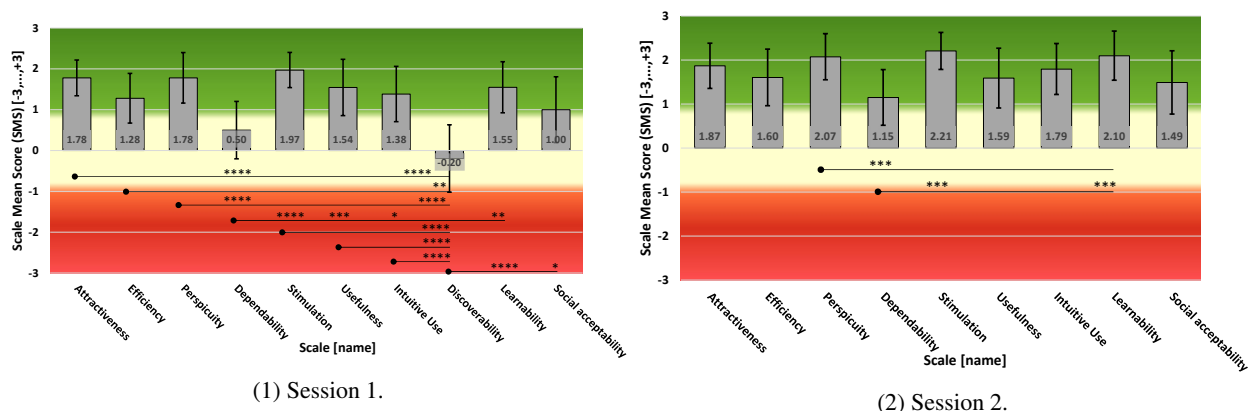 3
2
1
0
-1
-2
-3
Scale Mean Score (SMS) [-3,...,+3]
1.78
1.28
1.78
0.50
1.97
1.54
1.38
-0.20
1.55
1.00
**** ****
**
**** ****
**** *** * **
****
****
****
**** *
Attractiveness
Efficiency
Perspicuity
Dependability
Stimulation
Usefulness
Intuitive Use
Discoverability
Learnability
Social acceptability
Scale [name]
(1) Session 1.
3
2
1
0
-1
-2
-3
Scale Mean Score (SMS) [-3,...,+3]
1.87
1.60
2.07
1.15
2.21
1.59
1.79
2.10
1.49
***
*** ***
Attractiveness
Efficiency
Perspicuity
Dependability
Stimulation
Usefulness
Intuitive Use
Learnability
Social acceptability
Scale [name]
(2) Session 2.